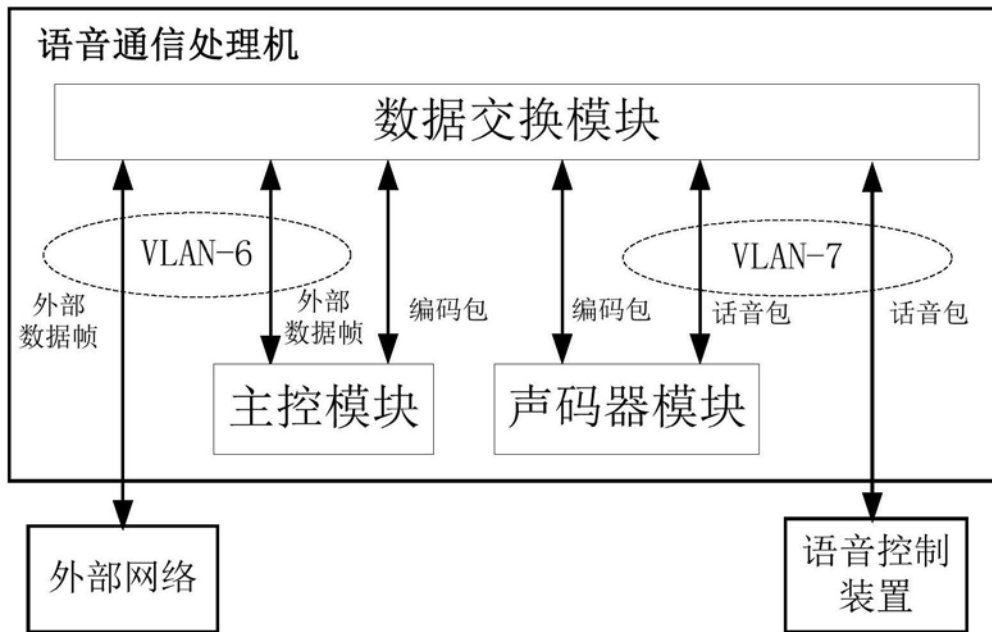 语音通信处理机
数据交换模块
VLAN-6
VLAN-7
外部
数据帧
外部
数据帧
编码包
编码包
话音包
话音包
主控模块
声码器模块
外部网络
语音控制
装置